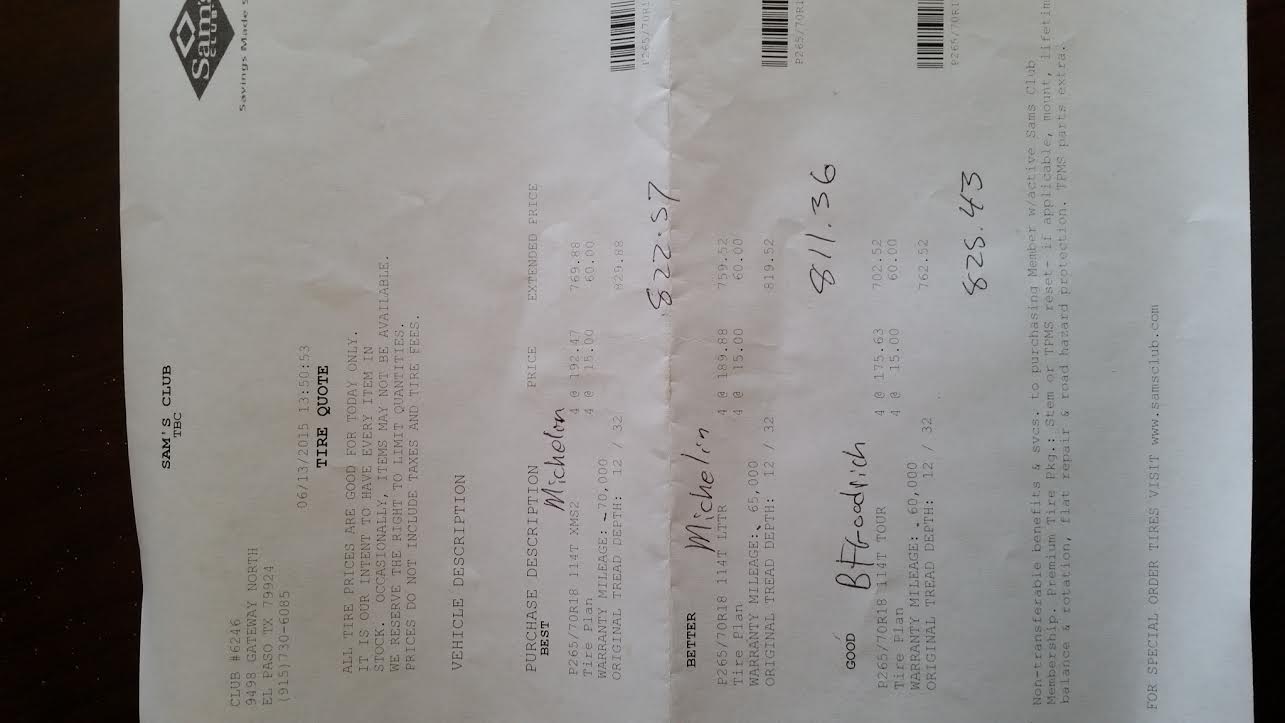 Sam's
CLUB
Savings Made S
SAM'S CLUB
TBC
CLUB #6246
9498 GATEWAY NORTH
EL PASO TX 79924
(915)730-6085
06/13/2015 13:50:53
TIRE QUOTE
ALL TIRE PRICES ARE GOOD FOR TODAY ONLY.
IT IS OUR INTENT TO HAVE EVERY ITEM IN
STOCK. OCCASIONALLY, ITEMS MAY NOT BE AVAILABLE.
WE RESERVE THE RIGHT TO LIMIT QUANTITIES.
PRICES DO NOT INCLUDE TAXES AND TIRE FEES.
VEHICLE DESCRIPTION
PURCHASE DESCRIPTION PRICE EXTENDED PRICE
BEST Michelin
P265/70R18 114T XMS2 4 @ 192.47 769.88
Tire Plan 4 @ 15.00 60.00
WARRANTY MILEAGE: 70,000
ORIGINAL TREAD DEPTH: 12 / 32 829.88
P265/70R1
822.57
BETTER Michelin
P265/70R18 114T LTTR 4 @ 189.88 759.52
Tire Plan 4 @ 15.00 60.00
WARRANTY MILEAGE: 65,000
ORIGINAL TREAD DEPTH: 12 / 32 819.52
P265/70R1
811.36
GOOD BFGoodrich
P265/70R18 114T TOUR 4 @ 175.63 702.52
Tire Plan 4 @ 15.00 60.00
WARRANTY MILEAGE: 60,000
ORIGINAL TREAD DEPTH: 12 / 32 762.52
P265/70R1
825.43
Non-transferable benefits & svcs. to purchasing Member w/active Sams Club
Membership. Premium Tire Pkg.: Stem or TPMS reset- if applicable, mount, lifetim
balance & rotation, flat repair & road hazard protection. TPMS parts extra.
FOR SPECIAL ORDER TIRES VISIT www.samsclub.com